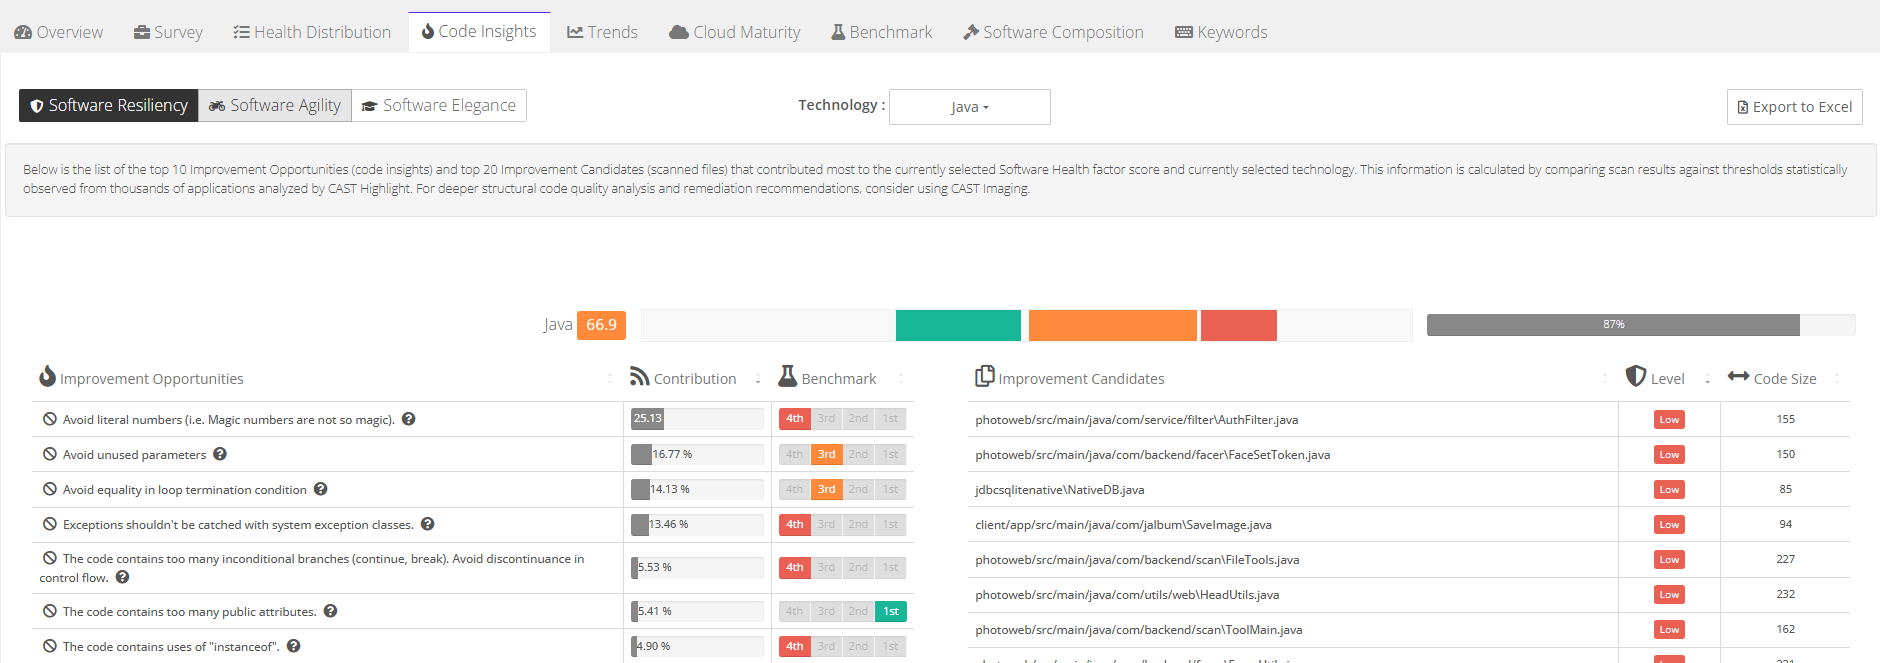 Overview Survey Health Distribution Code Insights Trends Cloud Maturity Benchmark Software Composition Keywords
Software Resiliency Software Agility Software Elegance Technology : Java Export to Excel
Below is the list of the top 10 Improvement Opportunities (code insights) and top 20 Improvement Candidates (scanned files) that contributed most to the currently selected Software Health factor score and currently selected technology. This information is calculated by comparing scan results against thresholds statistically
observed from thousands of applications analyzed by CAST Highlight. For deeper structural code quality analysis and remediation recommendations, consider using CAST Imaging.
Java 66.9 87%
Improvement Opportunities Contribution Benchmark
Avoid literal numbers (i.e. Magic numbers are not so magic). 25.13 4th 3rd 2nd 1st
Avoid unused parameters 16.77 % 4th 3rd 2nd 1st
Avoid equality in loop termination condition 14.13 % 4th 3rd 2nd 1st
Exceptions shouldn't be catched with system exception classes. 13.46 % 4th 3rd 2nd 1st
The code contains too many inconditional branches (continue, break). Avoid discontinuance in
control flow. 5.53 % 4th 3rd 2nd 1st
The code contains too many public attributes. 5.41 % 4th 3rd 2nd 1st
The code contains uses of "instanceof". 4.90 % 4th 3rd 2nd 1st
Improvement Candidates Level Code Size
photoweb/src/main/java/com/service/filter\AuthFilter.java Low 155
photoweb/src/main/java/com/backend/facer\FaceSetToken.java Low 150
jdbcsqlitenative\NativeDB.java Low 85
client/app/src/main/java/com/jalbum\SaveImage.java Low 94
photoweb/src/main/java/com/backend/scan\FileTools.java Low 227
photoweb/src/main/java/com/utils/web\HeadUtils.java Low 232
photoweb/src/main/java/com/backend/scan\ToolMain.java Low 162
Low